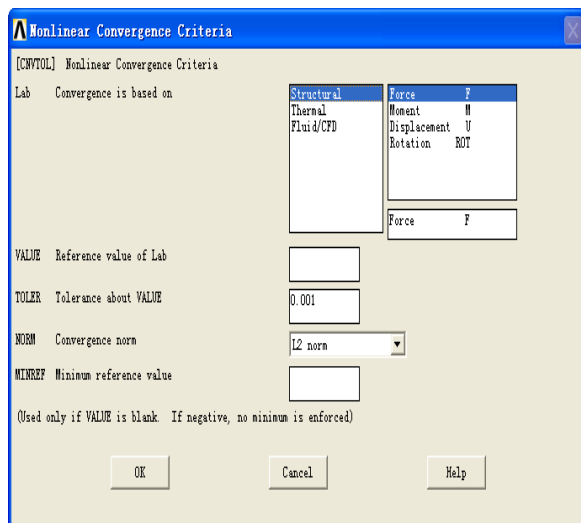 Nonlinear Convergence Criteria
[CNVTOL] Nonlinear Convergence Criteria
Lab Convergence is based on
Structural
Thermal
Fluid/CFD
Force F
Moment M
Displacement U
Rotation ROT
Force F
VALUE Reference value of Lab
TOLER Tolerance about VALUE 0.001
NORM Convergence norm L2 norm
MINREF Minimum reference value
(Used only if VALUE is blank. If negative, no minimum is enforced)
OK Cancel Help